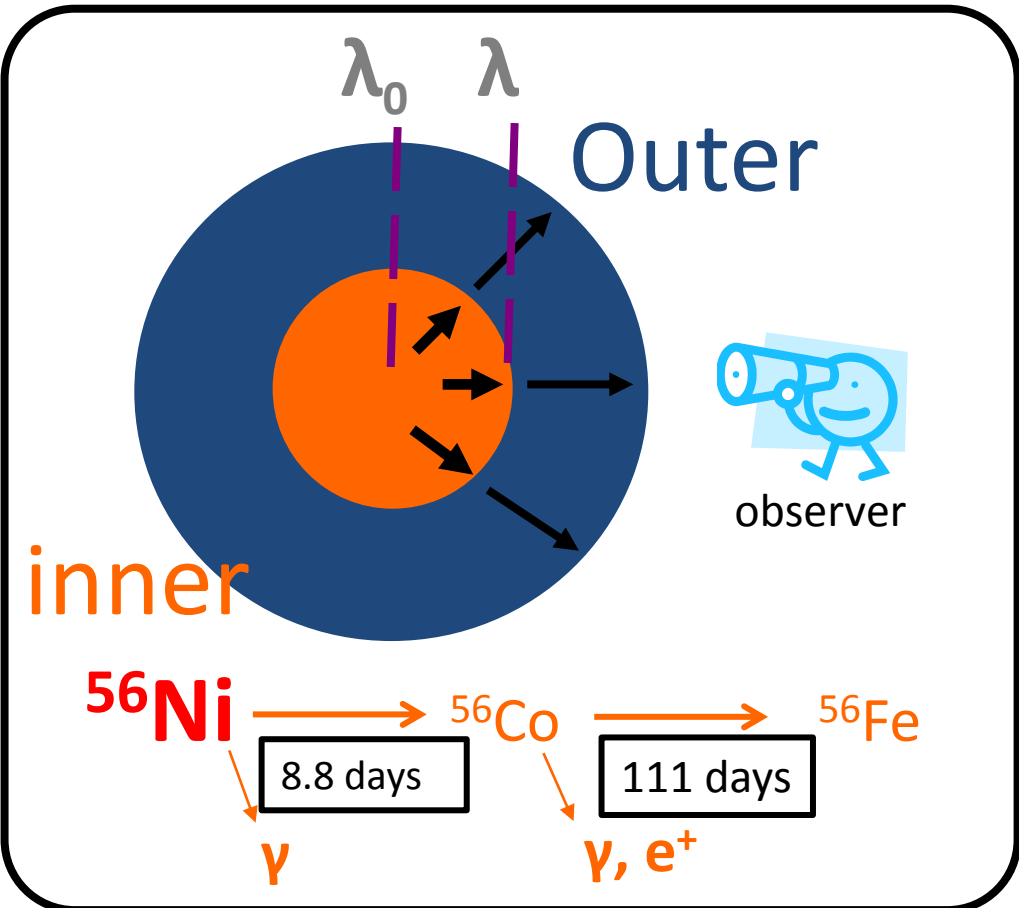 λ₀ λ
Outer
observer
inner
⁵⁶Ni ⁵⁶Co ⁵⁶Fe
8.8 days 111 days
γ γ, e⁺